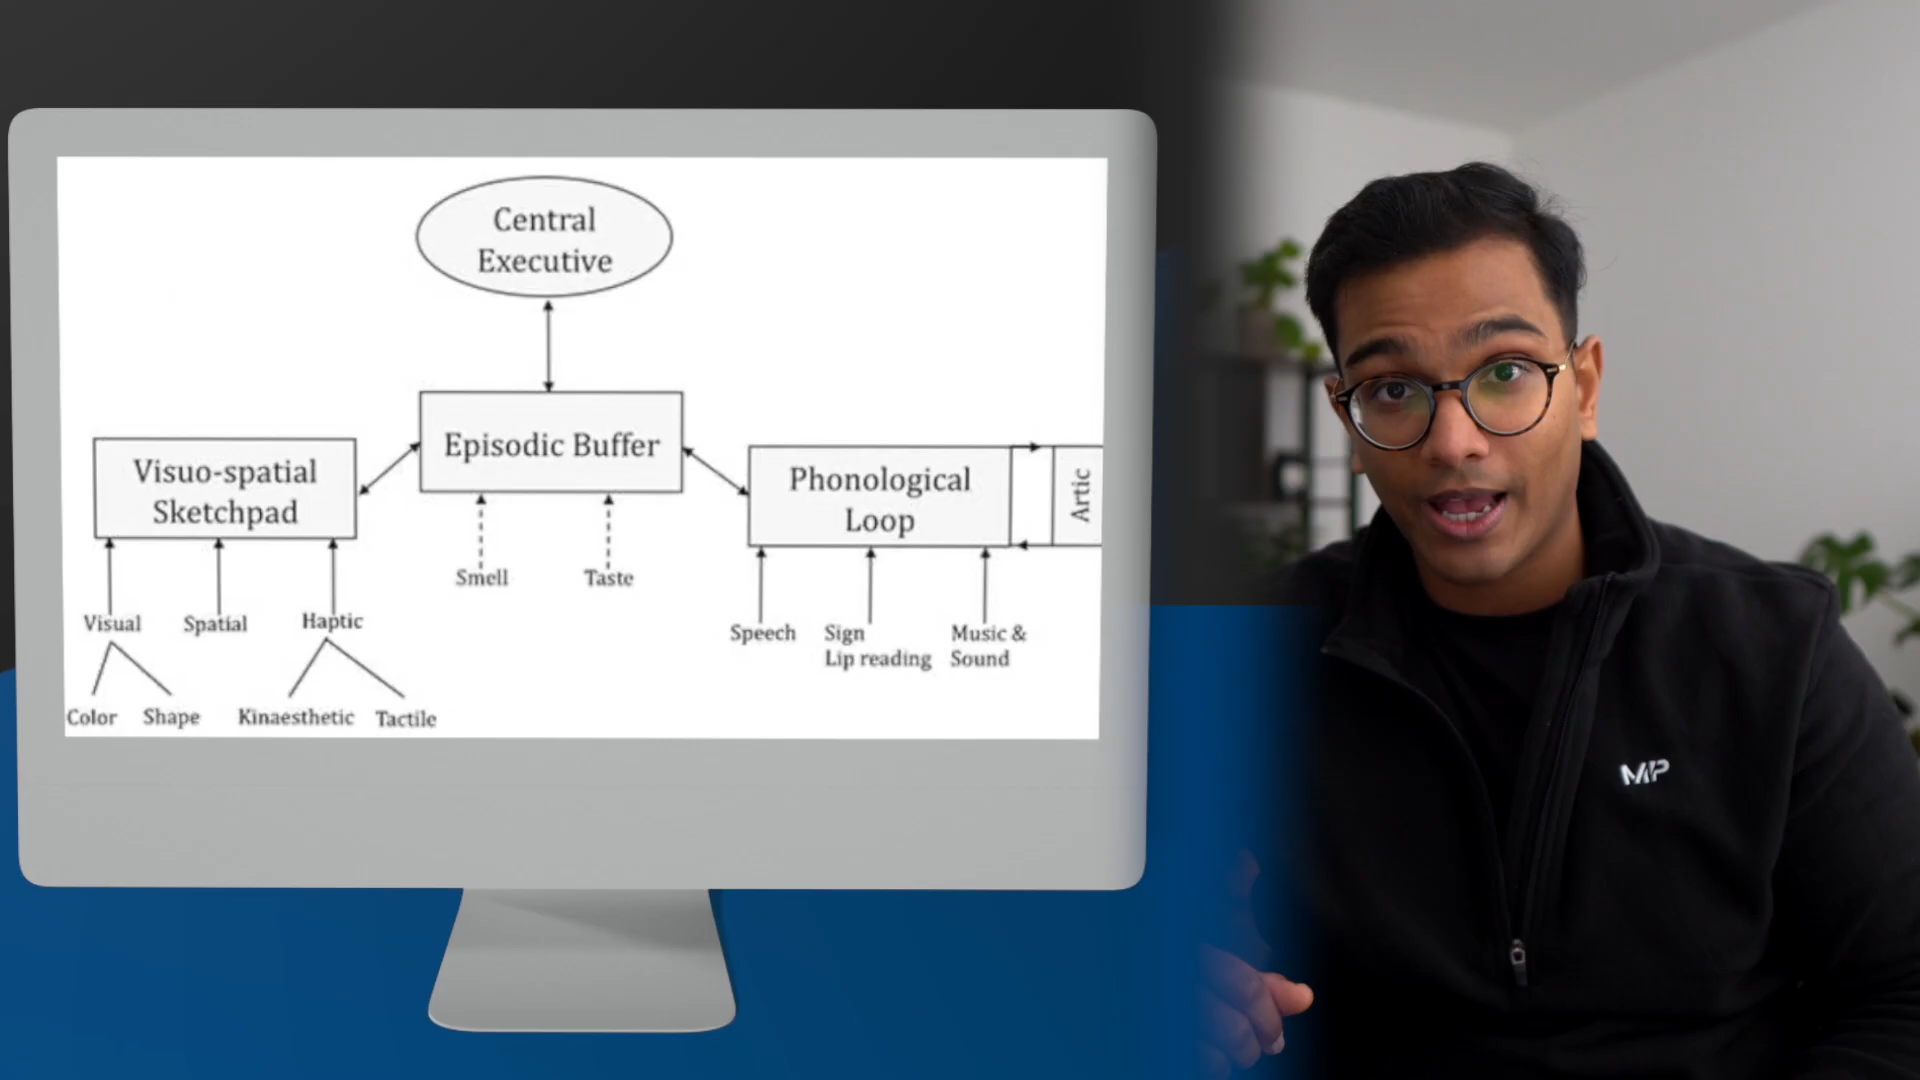 Central
Executive
Episodic Buffer
Visuo-spatial
Sketchpad
Phonological
Loop
Artic
Smell
Taste
Visual
Spatial
Haptic
Speech
Sign
Lip reading
Music &
Sound
Color
Shape
Kinaesthetic
Tactile
MP